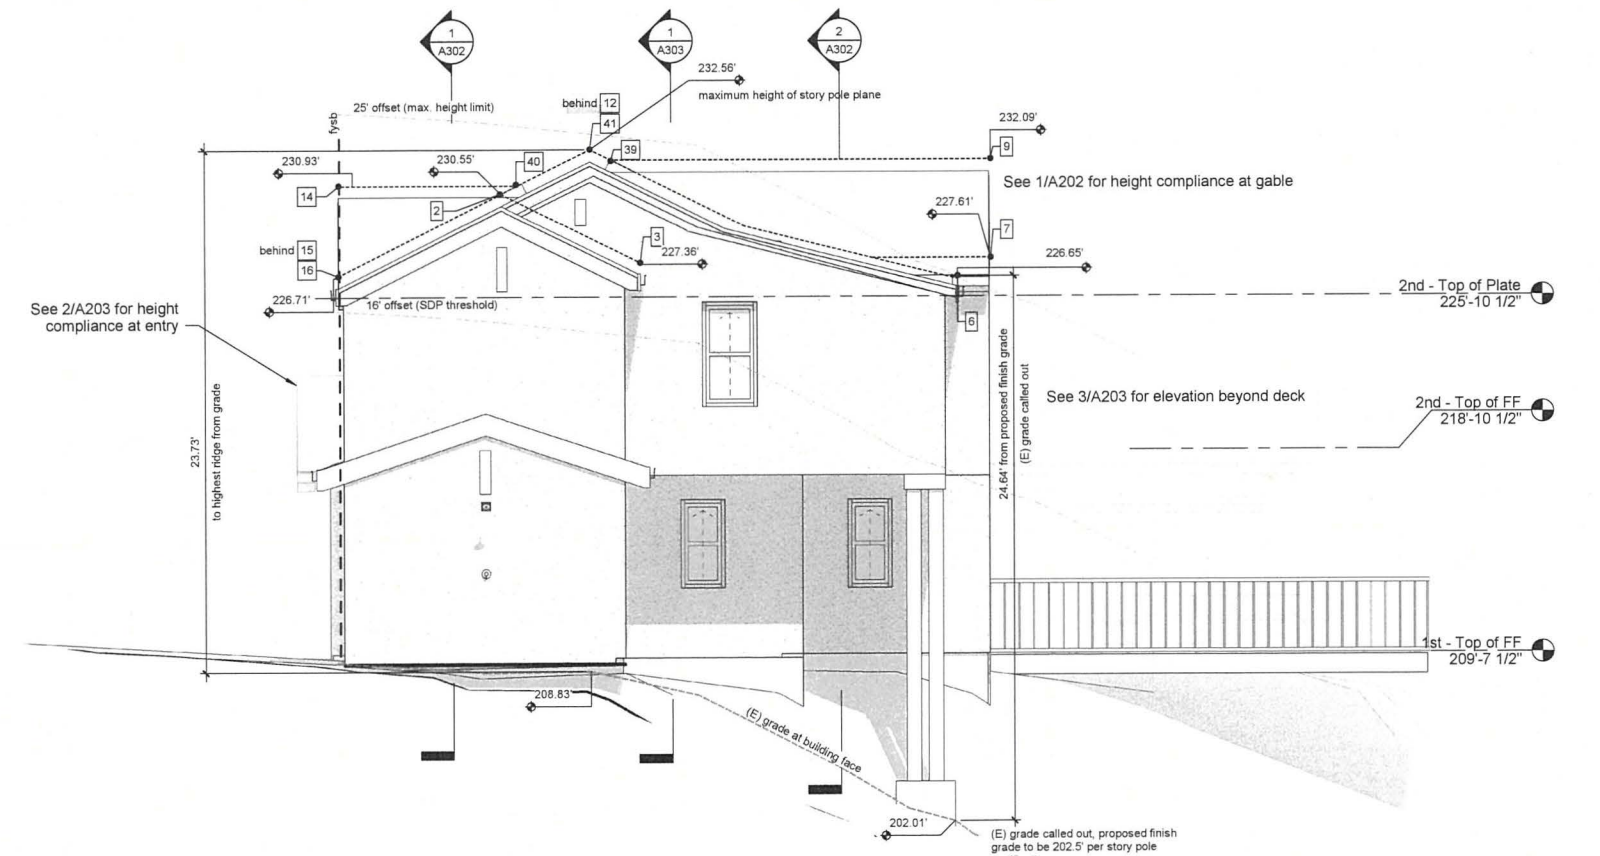 1
A302
1
A303
2
A302
232.56'
maximum height of story pole plane
25' offset (max. height limit)
fysb
behind 12
41
232.09'
9
39
40
230.93'
230.55'
14
2
See 1/A202 for height compliance at gable
227.61'
7
3
227.36'
226.65'
behind 15
16
226.71'
16' offset (SDP threshold)
2nd - Top of Plate
225'-10 1/2"
6
See 2/A203 for height
compliance at entry
23.73'
to highest ridge from grade
24.64' from proposed finish grade
(E) grade called out
See 3/A203 for elevation beyond deck
2nd - Top of FF
218'-10 1/2"
1st - Top of FF
209'-7 1/2"
208.83'
(E) grade at building face
202.01'
(E) grade called out, proposed finish
grade to be 202.5' per story pole